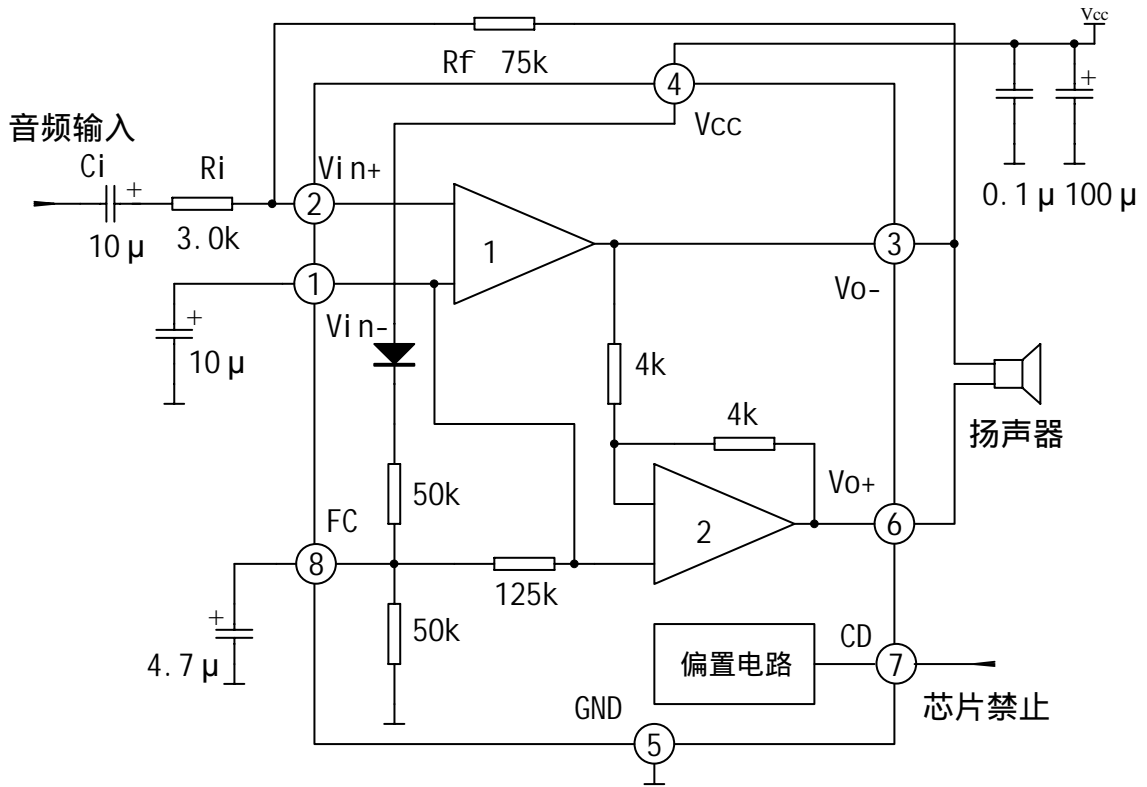 Vcc
Rf 75k
4
Vcc
音频输入
Ci
Ri
Vin+
2
10μ
3.0k
0.1μ 100μ
1
3
1
Vo-
Vin-
10μ
4k
4k
扬声器
50k
Vo+
2
6
FC
8
125k
50k
4.7μ
偏置电路
CD
7
芯片禁止
GND
5